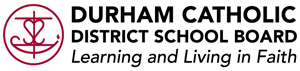 DURHAM CATHOLIC
DISTRICT SCHOOL BOARD
Learning and Living in Faith